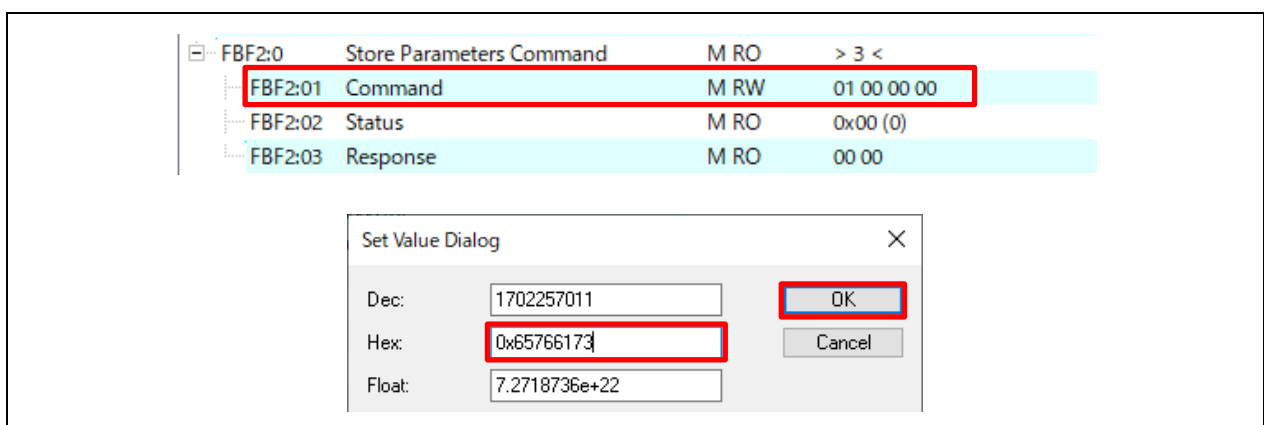 FBF2:0 Store Parameters Command M RO > 3 <
FBF2:01 Command M RW 01 00 00 00
FBF2:02 Status M RO 0x00 (0)
FBF2:03 Response M RO 00 00
Set Value Dialog
Dec: 1702257011 OK
Hex: 0x65766173 Cancel
Float: 7.2718736e+22